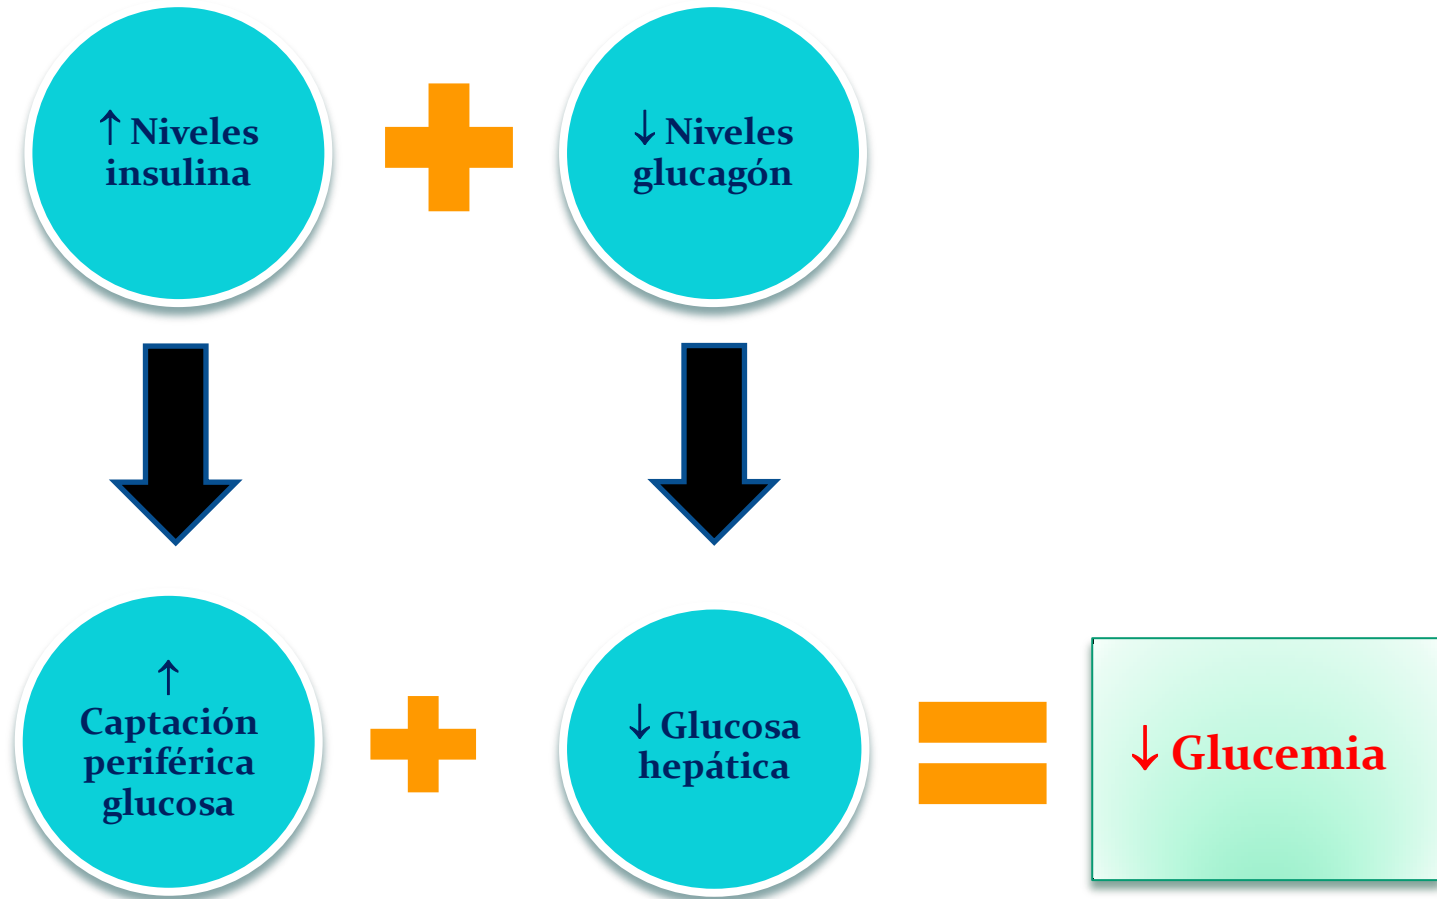 ↑ Niveles
insulina
↓ Niveles
glucagón
↑
Captación
periférica
glucosa
↓ Glucosa
hepática
↓ Glucemia